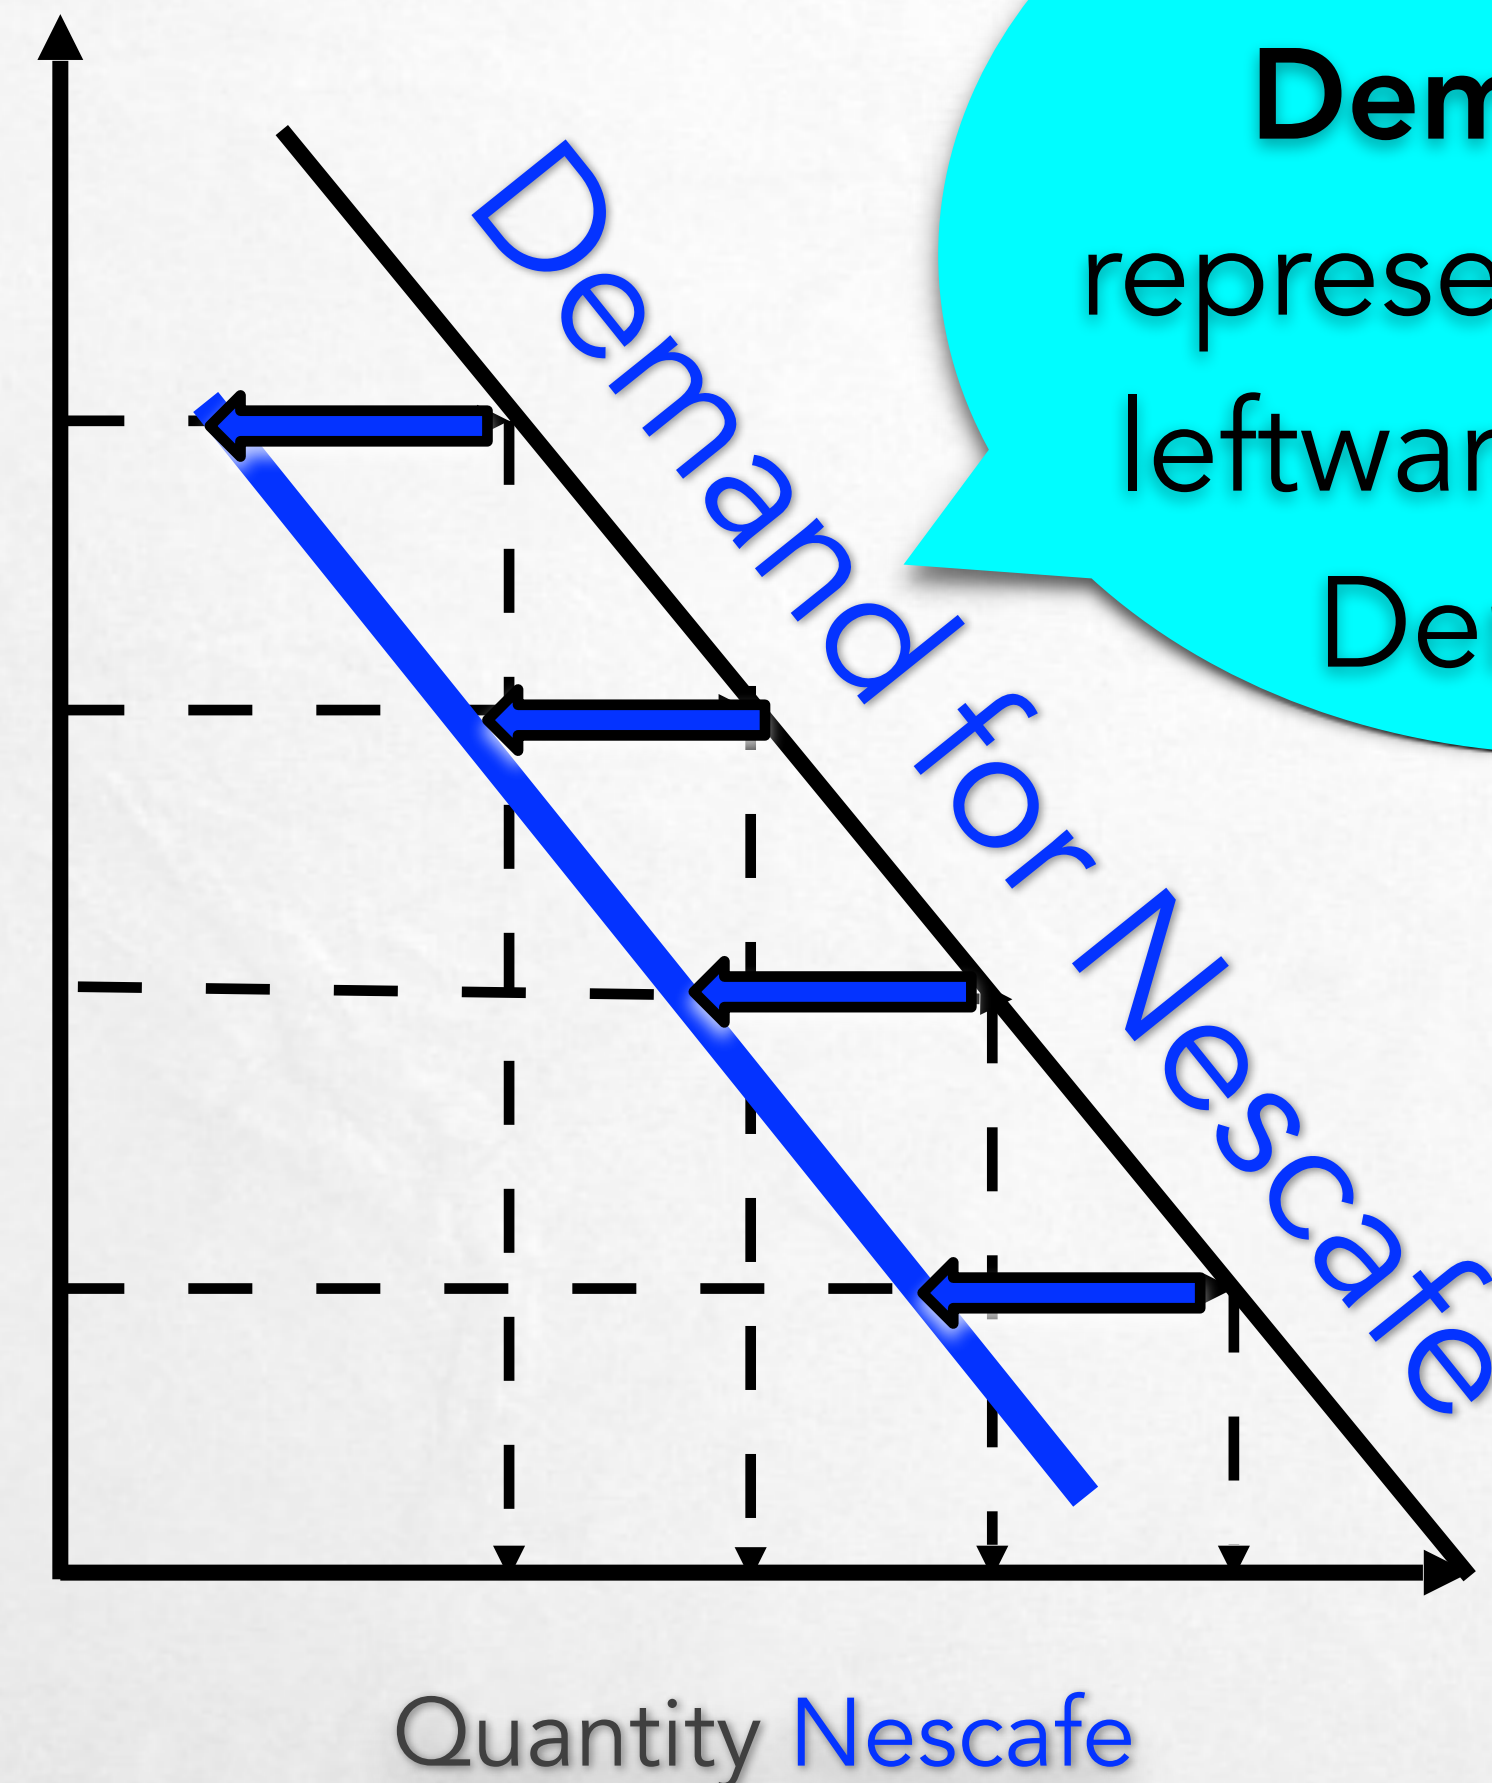 Dem
represe
leftwar
De
Demand for Nescafe
Quantity Nescafe